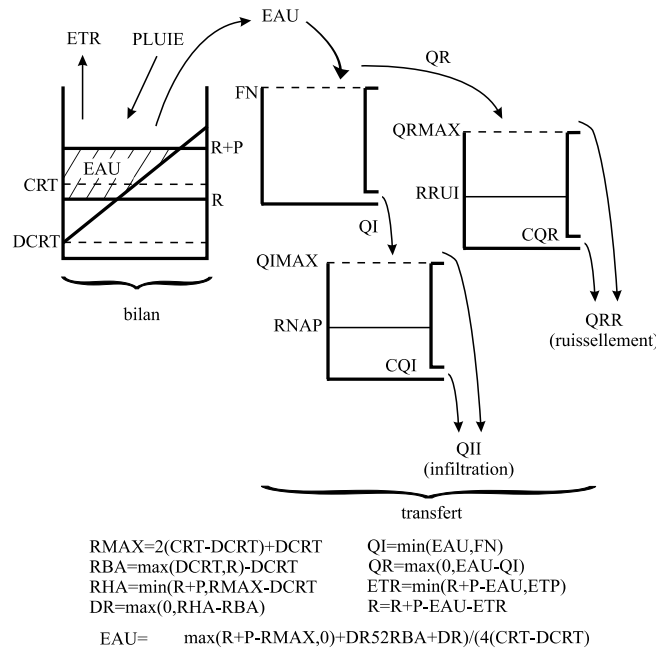 ETR
PLUIE
EAU
QR
FN
QRMAX
R+P
EAU
CRT
R
RRUI
DCRT
CQR
QI
QIMAX
bilan
RNAP
QRR
(ruissellement)
CQI
QII
(infiltration)
transfert
RMAX=2(CRT-DCRT)+DCRT
QI=min(EAU,FN)
RBA=max(DCRT,R)-DCRT
QR=max(0,EAU-QI)
RHA=min(R+P,RMAX-DCRT
ETR=min(R+P-EAU,ETP)
DR=max(0,RHA-RBA)
R=R+P-EAU-ETR
EAU= max(R+P-RMAX,0)+DR52RBA+DR)/(4(CRT-DCRT)